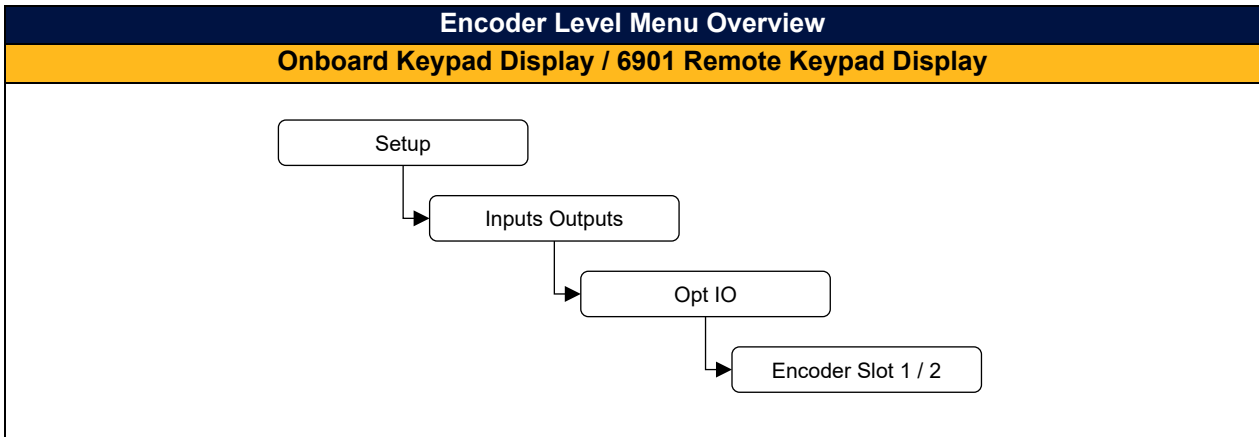 Encoder Level Menu Overview
Onboard Keypad Display / 6901 Remote Keypad Display
Setup
Inputs Outputs
Opt IO
Encoder Slot 1 / 2